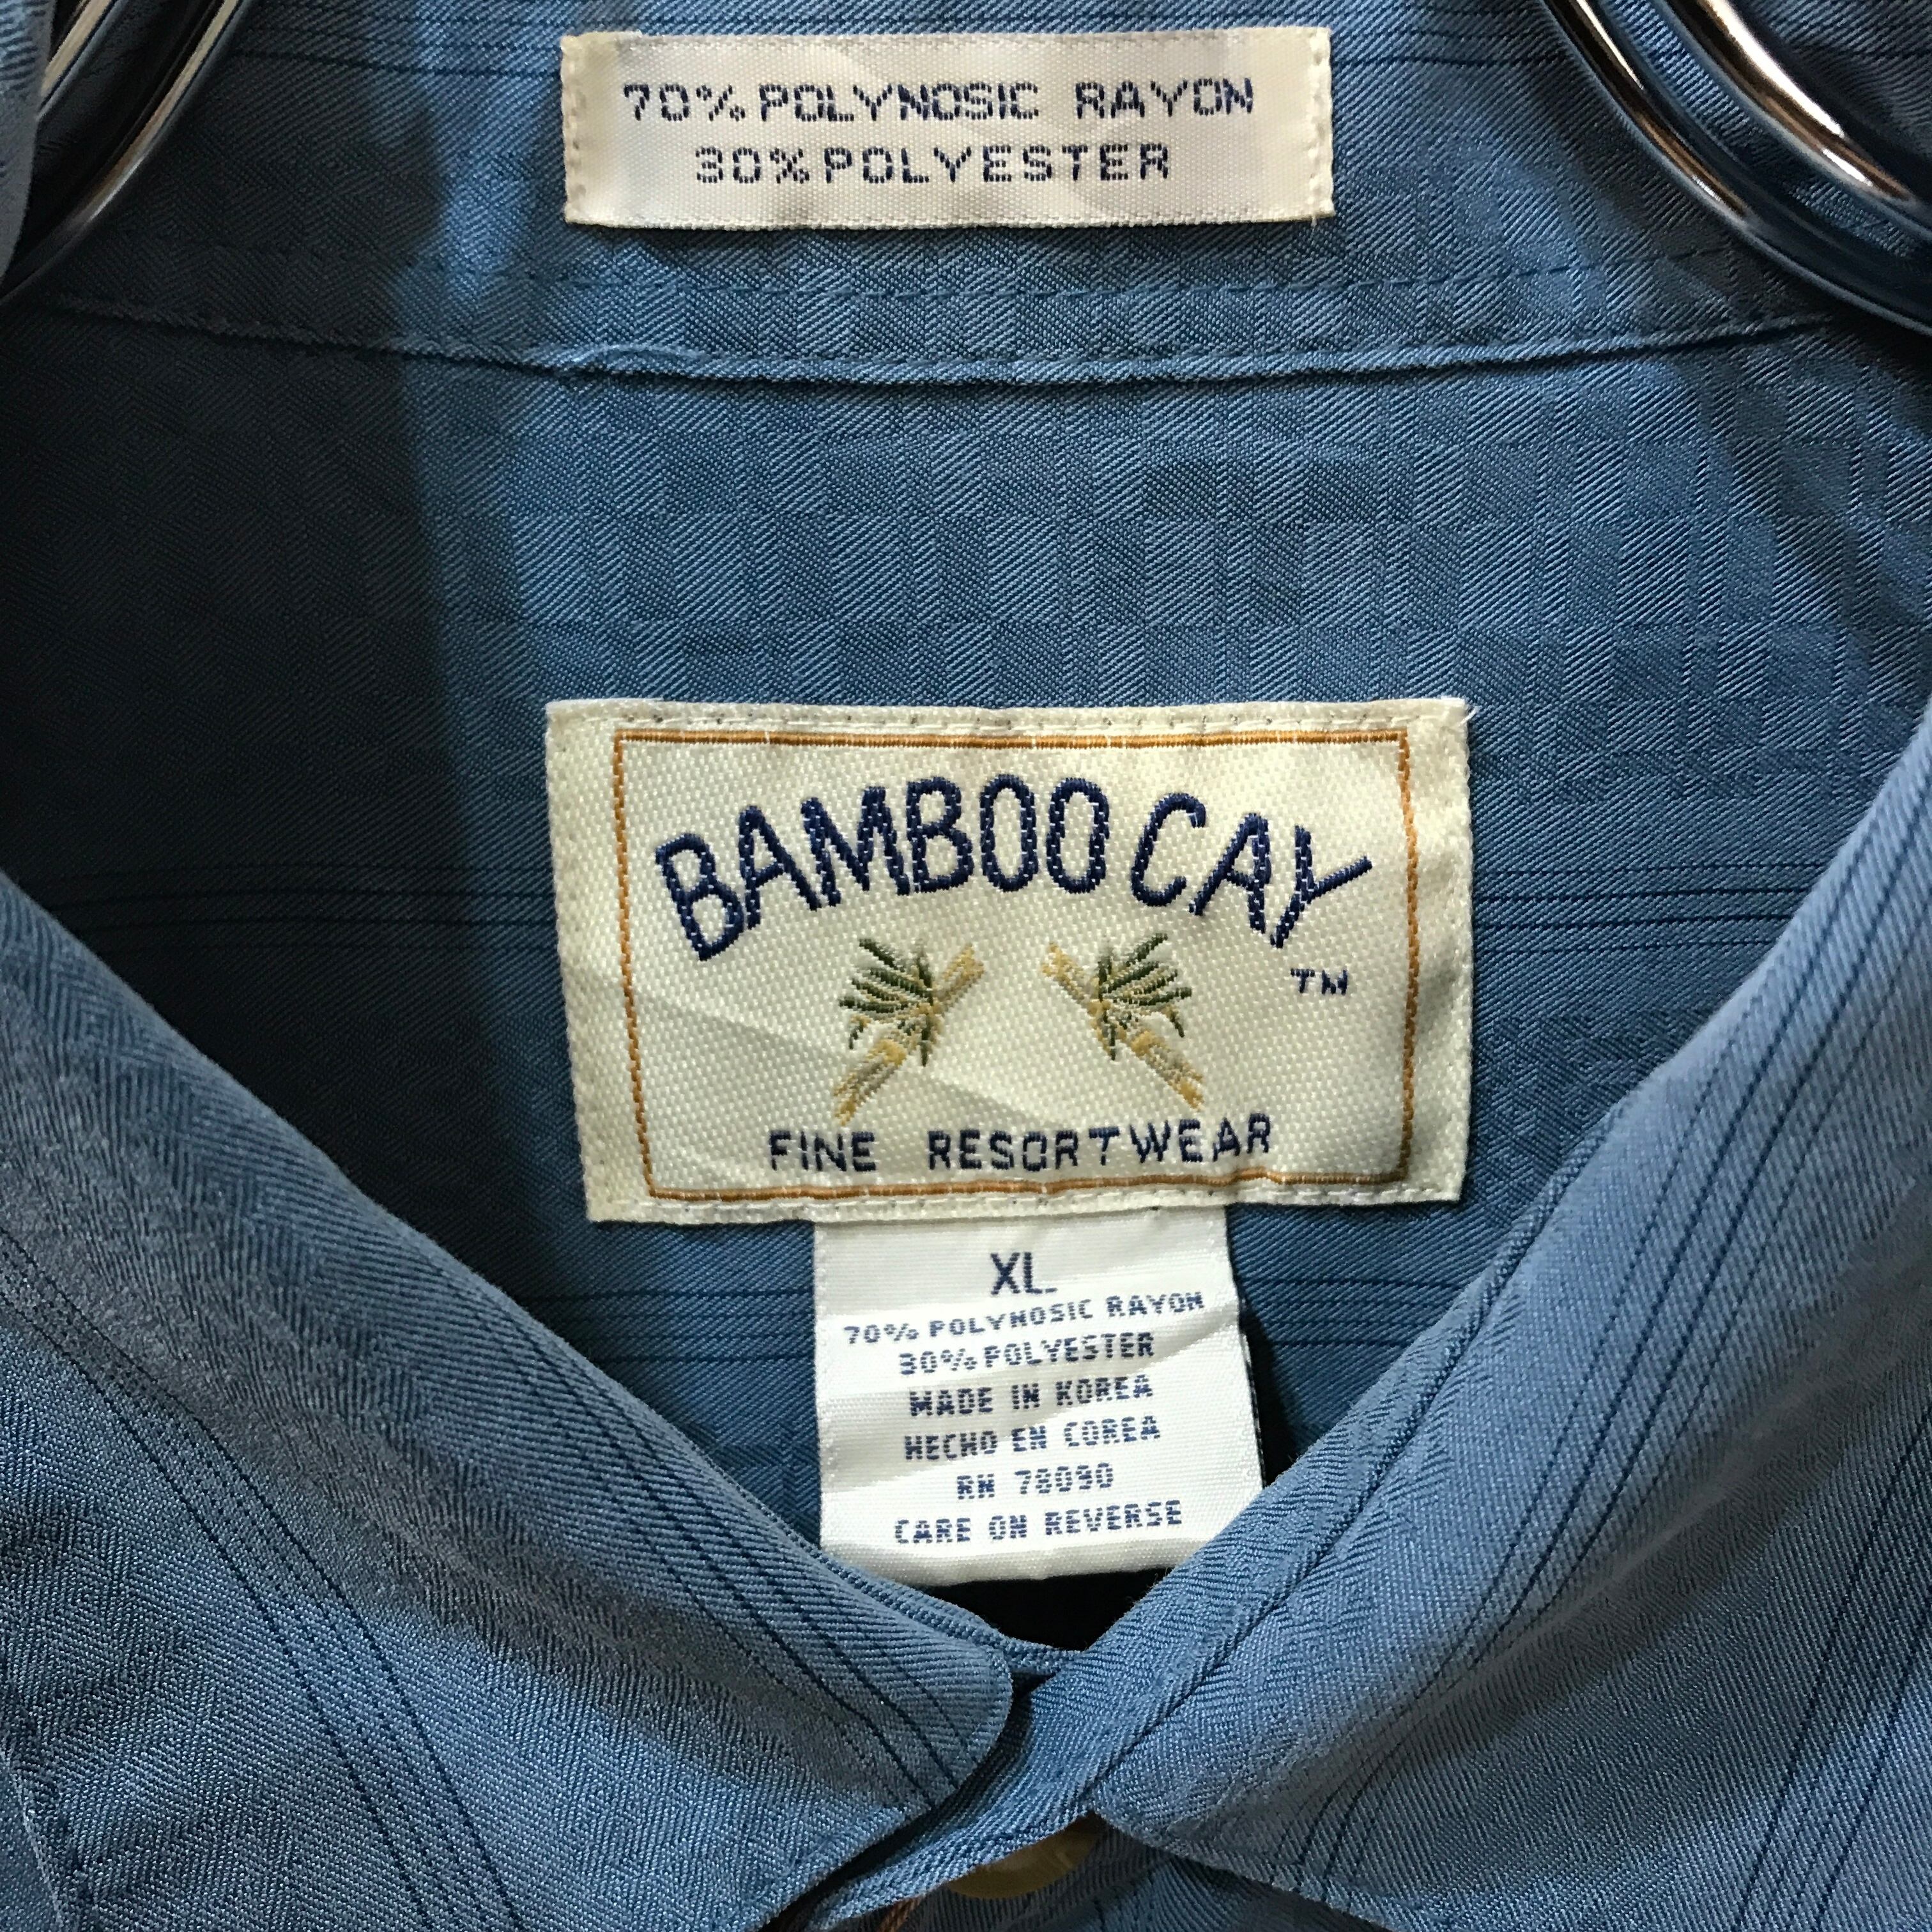 70% POLYNOSIC RAYON
30% POLYESTER
BAMBOO CAY
TM
FINE RESORTWEAR
XL
70% POLYNOSIC RAYON
30% POLYESTER
MADE IN KOREA
HECHO EN COREA
RN 78090
CARE ON REVERSE